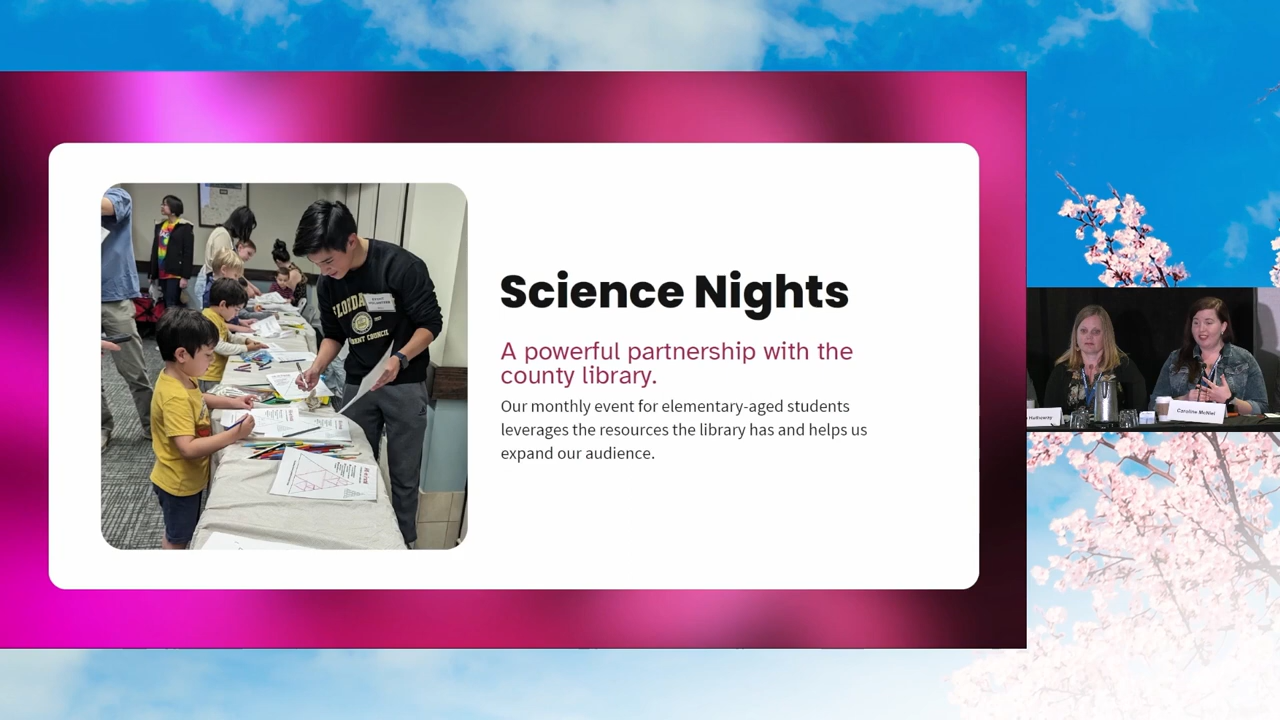 Science Nights
A powerful partnership with the
county library.
Our monthly event for elementary-aged students
leverages the resources the library has and helps us
expand our audience.
Holloway
Caroline McNiel